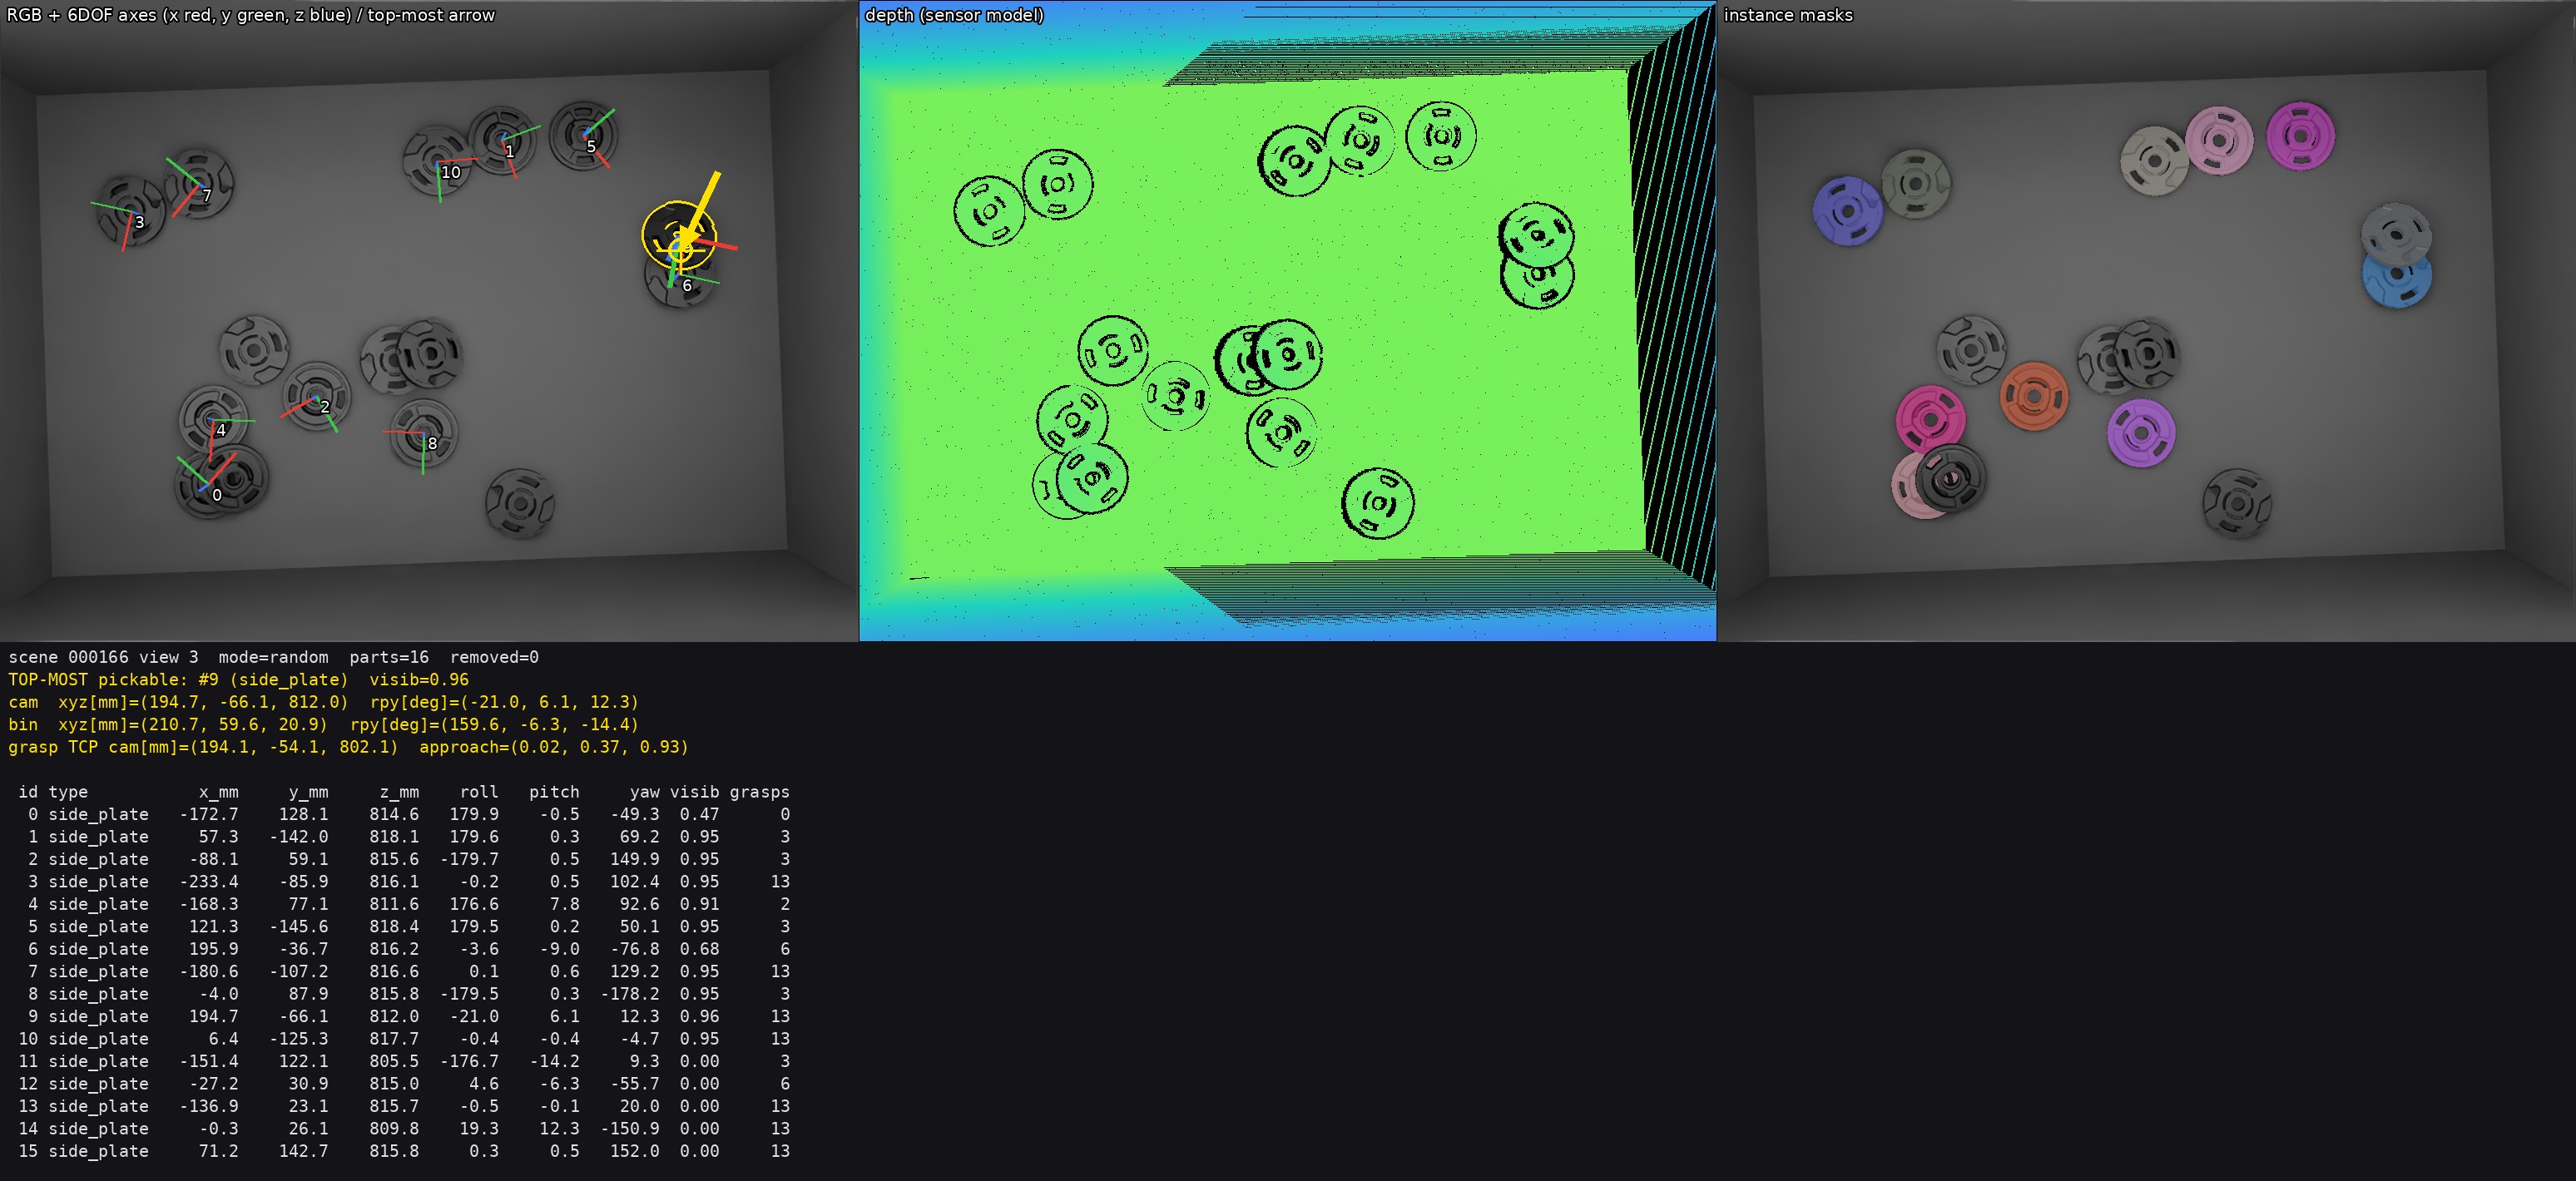 RGB + 6DOF axes (x red, y green, z blue) / top-most arrow
depth (sensor model)
instance masks
10
1
5
7
3
6
2
4
8
0
scene 000166 view 3  mode=random  parts=16  removed=0
TOP-MOST pickable: #9 (side_plate)  visib=0.96
cam  xyz[mm]=(194.7, -66.1, 812.0)  rpy[deg]=(-21.0, 6.1, 12.3)
bin  xyz[mm]=(210.7, 59.6, 20.9)  rpy[deg]=(159.6, -6.3, -14.4)
grasp TCP cam[mm]=(194.1, -54.1, 802.1)  approach=(0.02, 0.37, 0.93)
id type x_mm y_mm z_mm roll pitch yaw visib grasps
0 side_plate -172.7 128.1 814.6 179.9 -0.5 -49.3 0.47 0
1 side_plate 57.3 -142.0 818.1 179.6 0.3 69.2 0.95 3
2 side_plate -88.1 59.1 815.6 -179.7 0.5 149.9 0.95 3
3 side_plate -233.4 -85.9 816.1 -0.2 0.5 102.4 0.95 13
4 side_plate -168.3 77.1 811.6 176.6 7.8 92.6 0.91 2
5 side_plate 121.3 -145.6 818.4 179.5 0.2 50.1 0.95 3
6 side_plate 195.9 -36.7 816.2 -3.6 -9.0 -76.8 0.68 6
7 side_plate -180.6 -107.2 816.6 0.1 0.6 129.2 0.95 13
8 side_plate -4.0 87.9 815.8 -179.5 0.3 -178.2 0.95 3
9 side_plate 194.7 -66.1 812.0 -21.0 6.1 12.3 0.96 13
10 side_plate 6.4 -125.3 817.7 -0.4 -0.4 -4.7 0.95 13
11 side_plate -151.4 122.1 805.5 -176.7 -14.2 9.3 0.00 3
12 side_plate -27.2 30.9 815.0 4.6 -6.3 -55.7 0.00 6
13 side_plate -136.9 23.1 815.7 -0.5 -0.1 20.0 0.00 13
14 side_plate -0.3 26.1 809.8 19.3 12.3 -150.9 0.00 13
15 side_plate 71.2 142.7 815.8 0.3 0.5 152.0 0.00 13